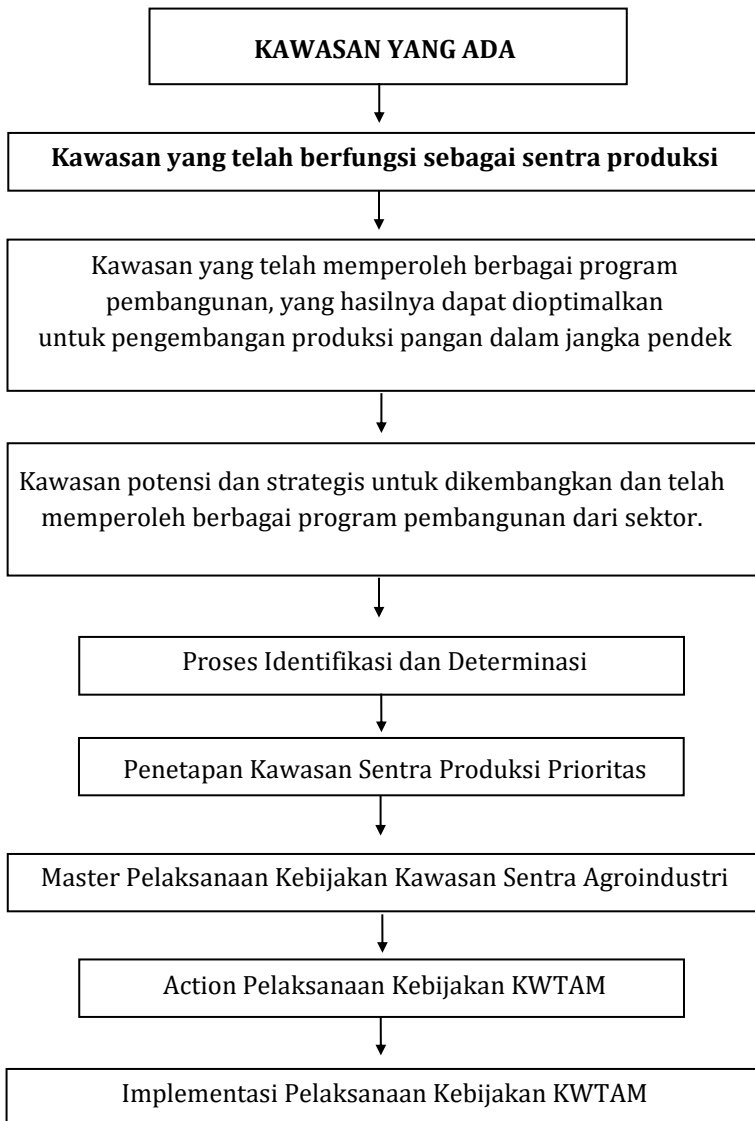 KAWASAN YANG ADA
Kawasan yang telah berfungsi sebagai sentra produksi
Kawasan yang telah memperoleh berbagai program
pembangunan, yang hasilnya dapat dioptimalkan
untuk pengembangan produksi pangan dalam jangka pendek
Kawasan potensi dan strategis untuk dikembangkan dan telah
memperoleh berbagai program pembangunan dari sektor.
Proses Identifikasi dan Determinasi
Penetapan Kawasan Sentra Produksi Prioritas
Master Pelaksanaan Kebijakan Kawasan Sentra Agroindustri
Action Pelaksanaan Kebijakan KWTAM
Implementasi Pelaksanaan Kebijakan KWTAM